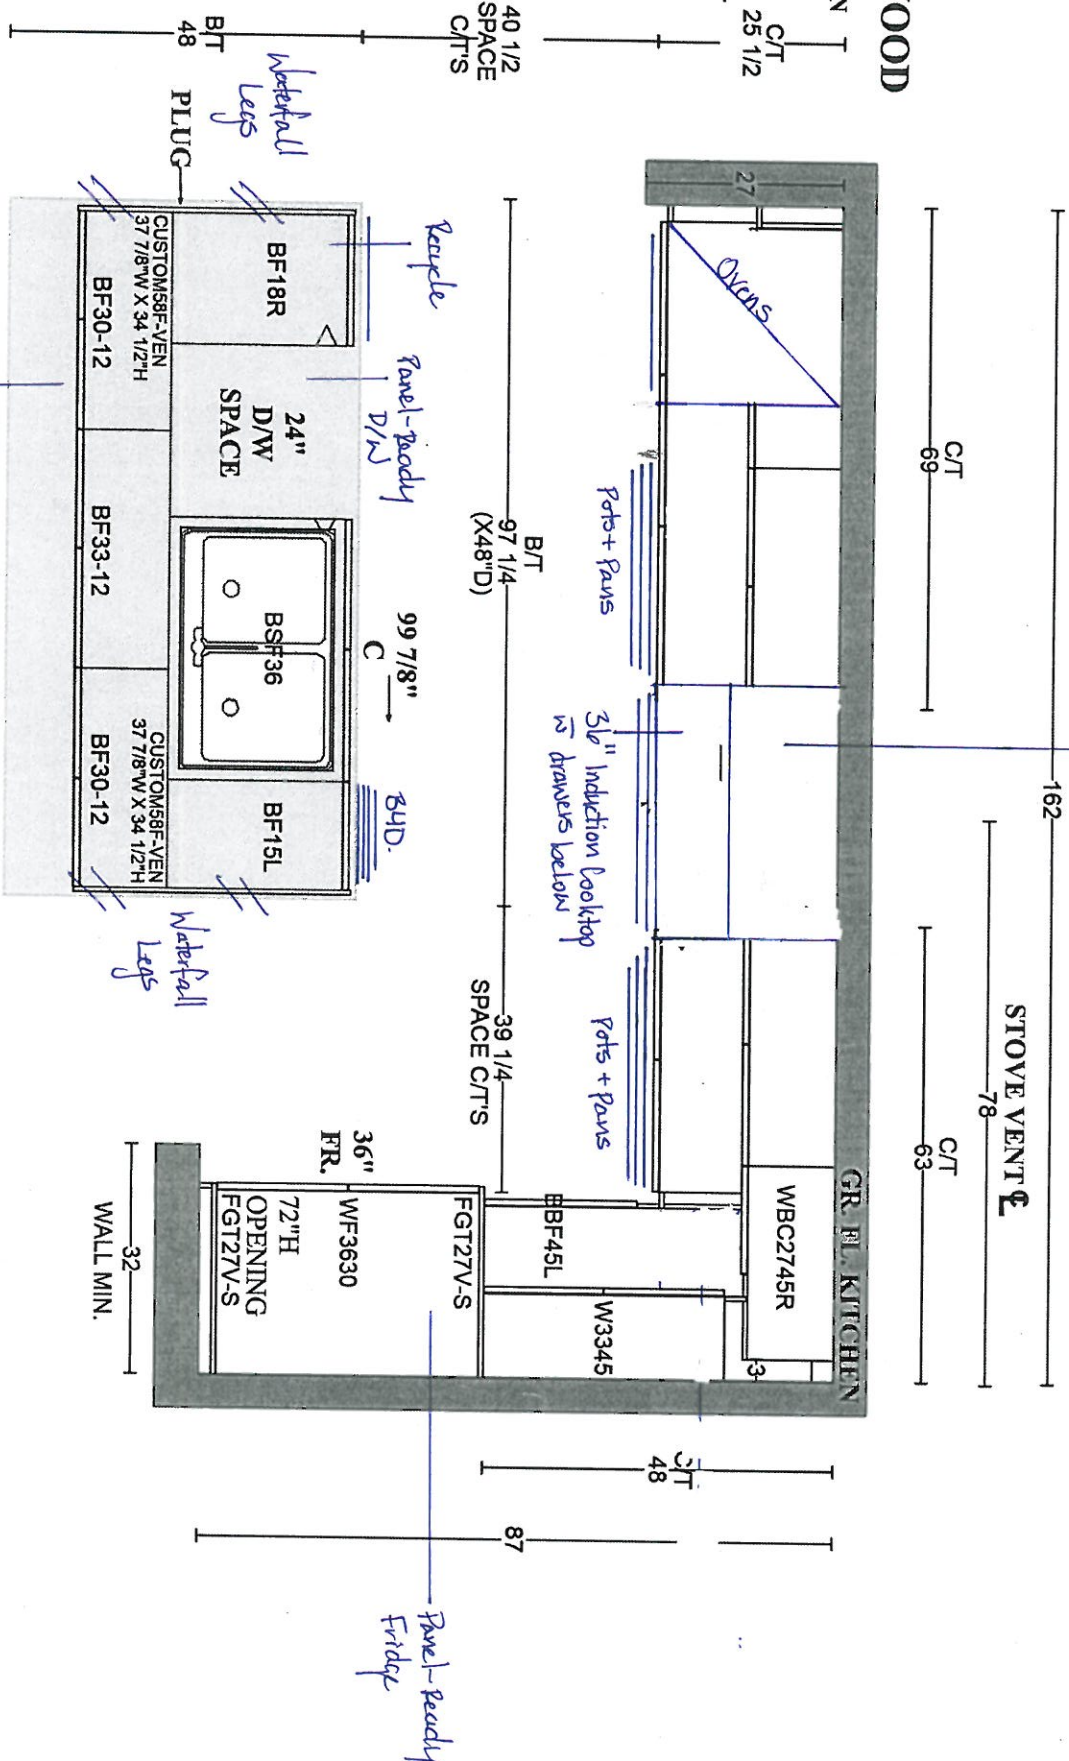 OOD
N
C/T
25 1/2
40 1/2
SPACE
C/T'S
B/T
48
162
STOVE VENT ℄
78
C/T
69
C/T
63
GR. FL. KITCHEN
27
Ovens
WBC2745R
3
Pots + Pans
36" Induction Cooktop
w̄ drawers below
Pots + Pans
BBF45L
W3345
B/T
97 1/4
(X48"D)
39 1/4
SPACE C/T'S
C/T
48
87
FGT27V-S
WF3630
72"H
OPENING
FGT27V-S
36"
FR.
32
WALL MIN.
Panel-Ready
Fridge
Recycle
Panel-Ready
D/W
99 7/8"
C
B4D.
Waterfall
Legs
PLUG
BF18R
24"
D/W
SPACE
BSF36
BF15L
CUSTOM58F-VEN
37 7/8"W X 34 1/2"H
CUSTOM58F-VEN
37 7/8"W X 34 1/2"H
BF30-12
BF33-12
BF30-12
Waterfall
Legs